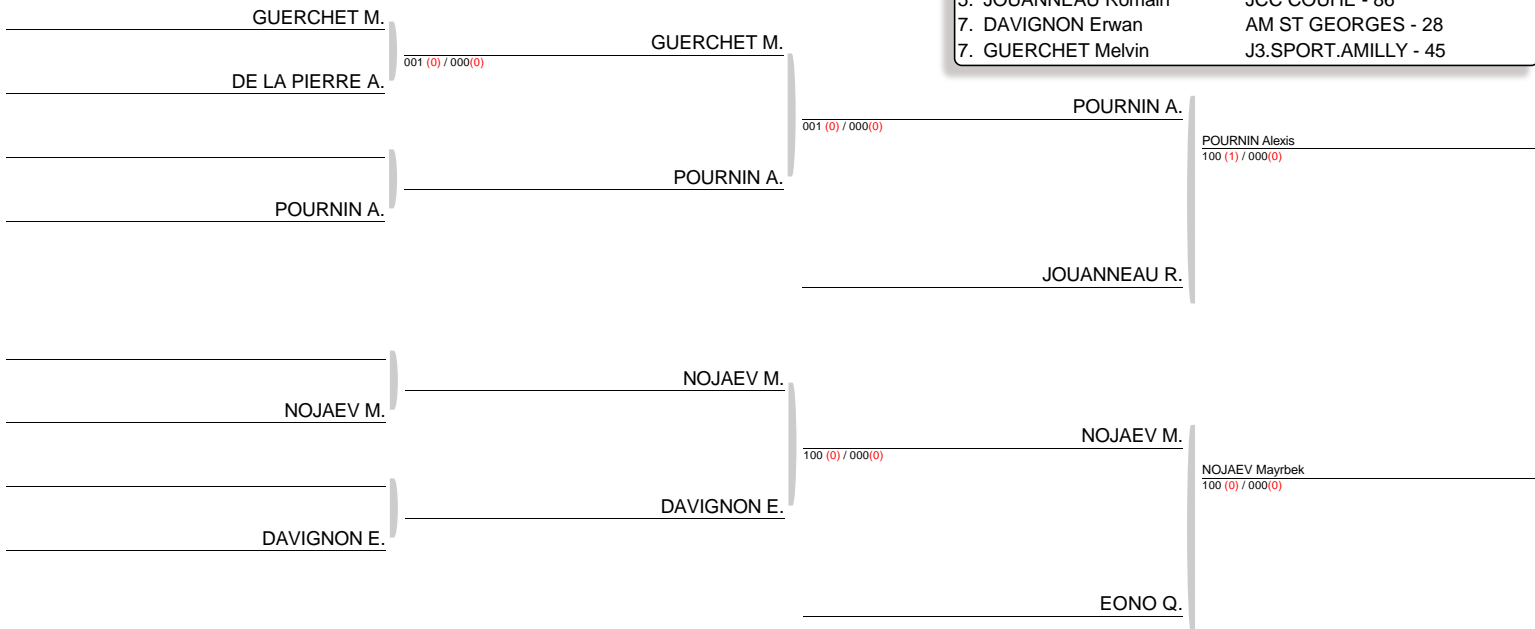 5. JOUANNEAU Romain JCC COUHE - 86
7. DAVIGNON Erwan AM ST GEORGES - 28
7. GUERCHET Melvin J3.SPORT.AMILLY - 45
GUERCHET M.
DE LA PIERRE A.
POURNIN A.
NOJAEV M.
DAVIGNON E.
GUERCHET M.
001 (0) / 000(0)
POURNIN A.
NOJAEV M.
DAVIGNON E.
POURNIN A.
001 (0) / 000(0)
JOUANNEAU R.
NOJAEV M.
100 (0) / 000(0)
EONO Q.
POURNIN Alexis
100 (1) / 000(0)
NOJAEV Mayrbek
100 (0) / 000(0)